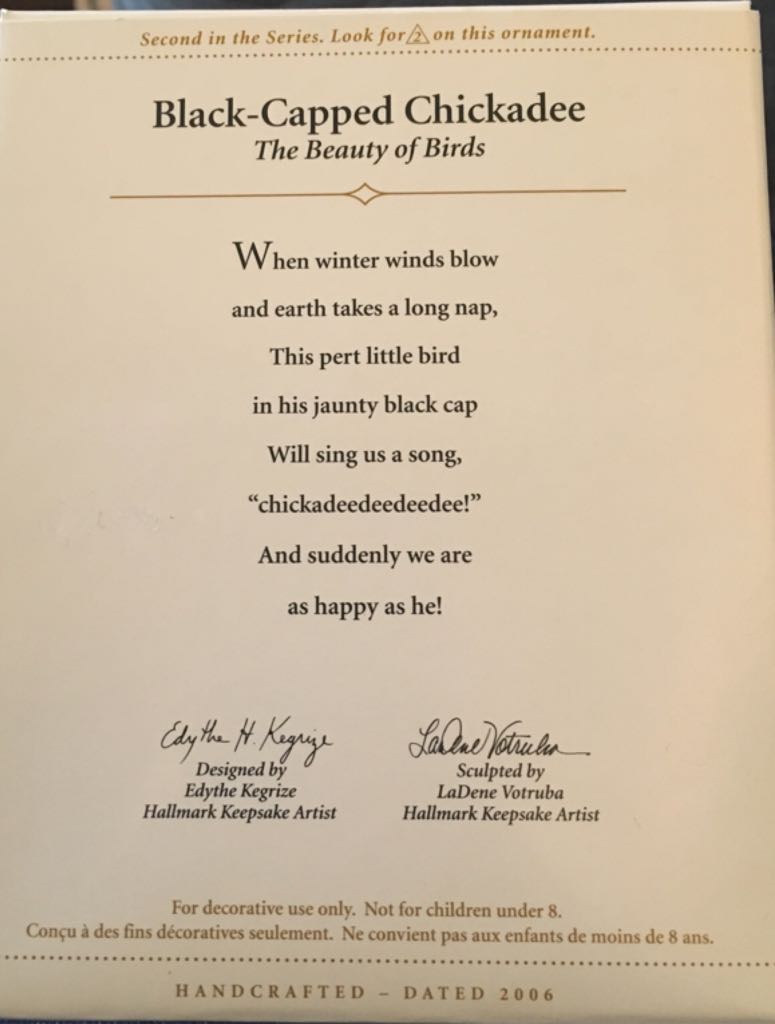 Second in the Series. Look for 2 on this ornament.
Black-Capped Chickadee
The Beauty of Birds
When winter winds blow
and earth takes a long nap,
This pert little bird
in his jaunty black cap
Will sing us a song,
“chickadeedeedeedee!”
And suddenly we are
as happy as he!
Edythe H. Kegrize
Designed by
Edythe Kegrize
Hallmark Keepsake Artist
LaDene Votruba
Sculpted by
LaDene Votruba
Hallmark Keepsake Artist
For decorative use only. Not for children under 8.
Conçu à des fins décoratives seulement. Ne convient pas aux enfants de moins de 8 ans.
HANDCRAFTED – DATED 2006